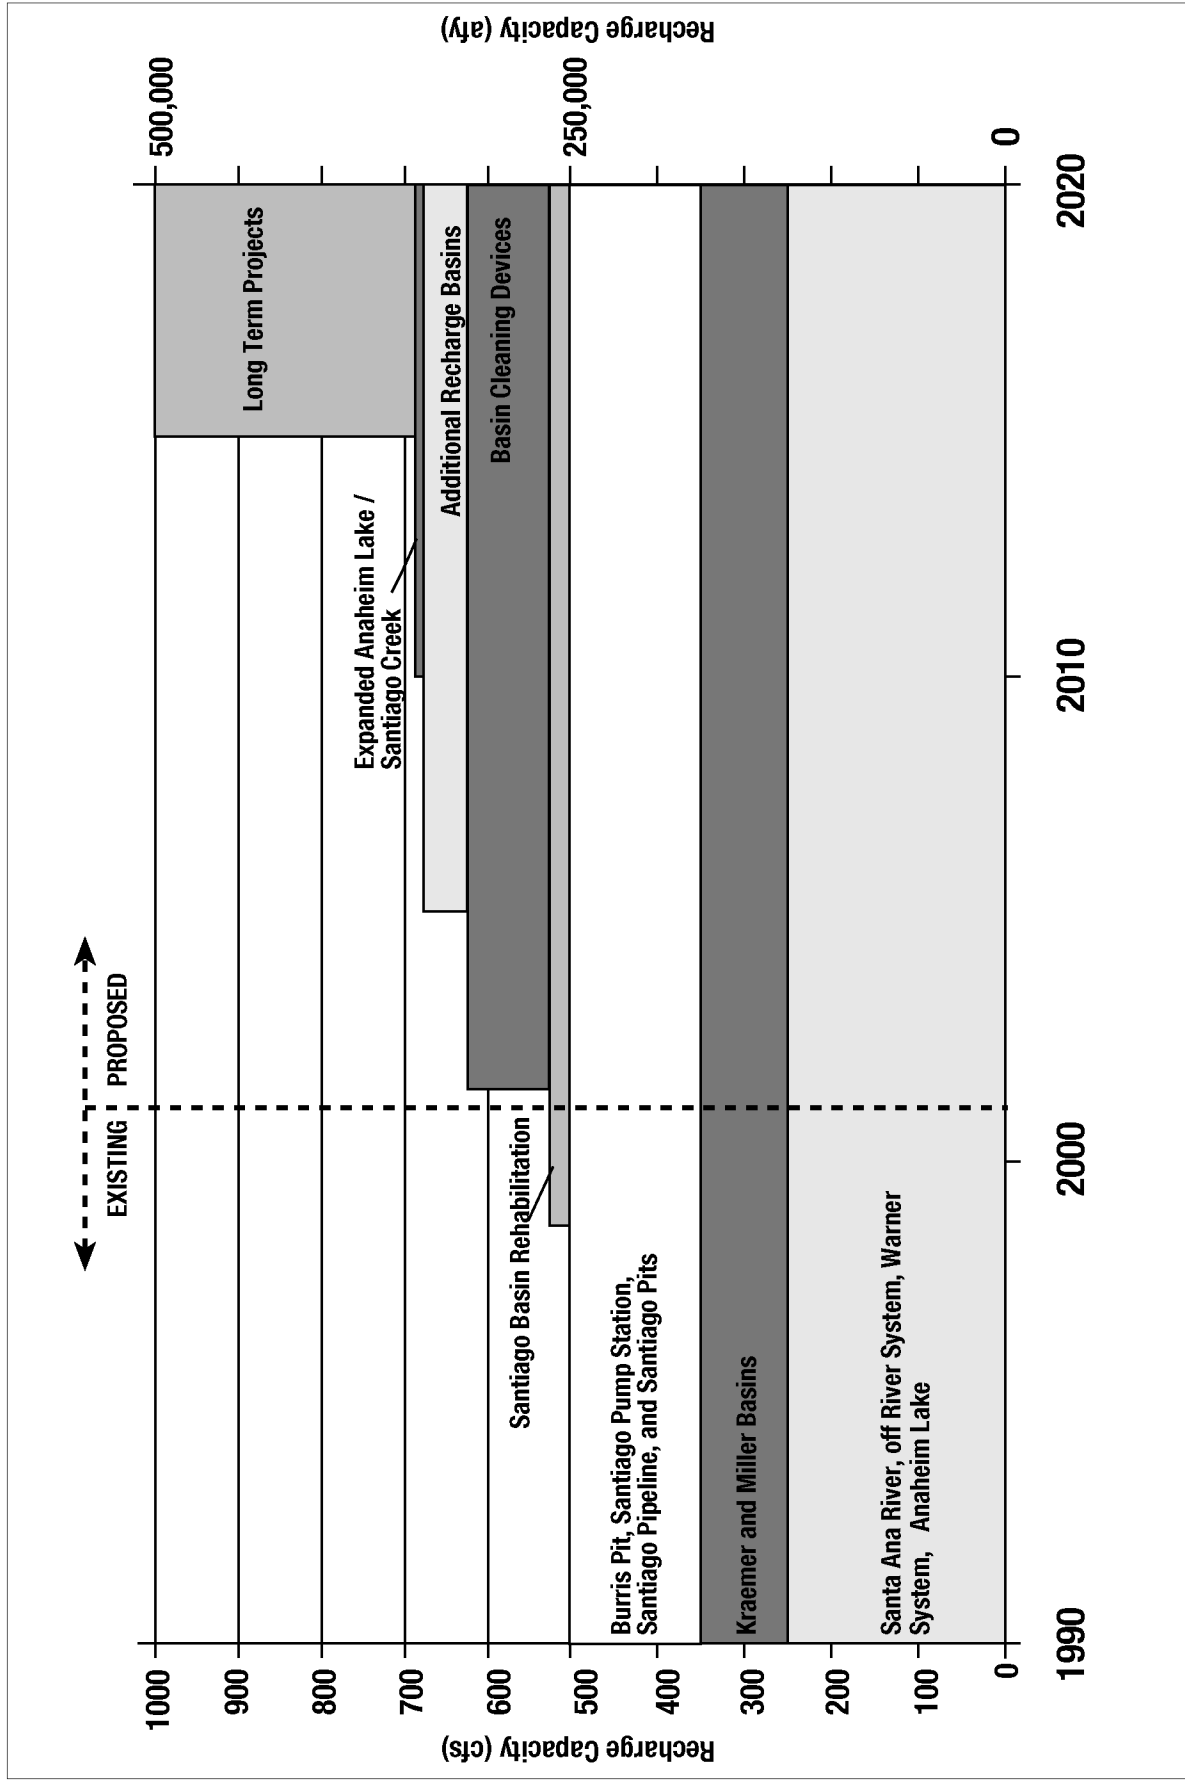 EXISTING PROPOSED
Recharge Capacity (cfs)
1000
900
800
700
600
500
400
300
200
100
0
Recharge Capacity (afy)
500,000
250,000
0
Long Term Projects
Expanded Anaheim Lake /
Santiago Creek
Additional Recharge Basins
Basin Cleaning Devices
Santiago Basin Rehabilitation
Burris Pit, Santiago Pump Station,
Santiago Pipeline, and Santiago Pits
Kraemer and Miller Basins
Santa Ana River, off River System, Warner
System, Anaheim Lake
1990
2000
2010
2020